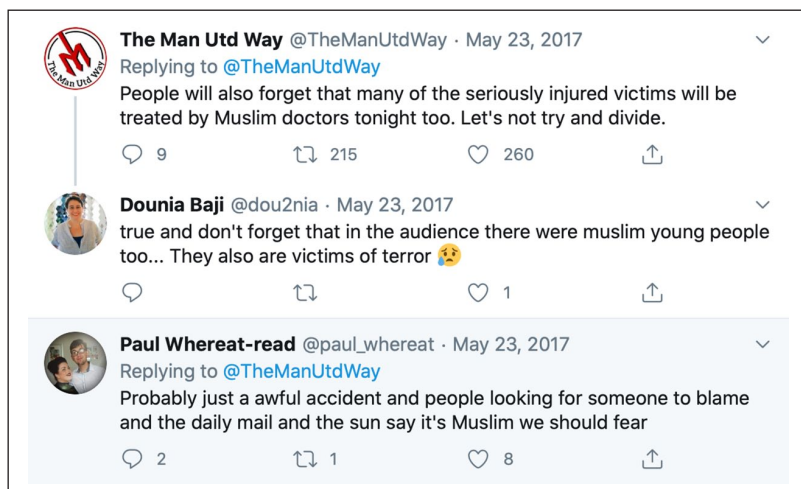 The Man Utd Way @TheManUtdWay · May 23, 2017
The Man Utd Way
Replying to @TheManUtdWay
People will also forget that many of the seriously injured victims will be
treated by Muslim doctors tonight too. Let's not try and divide.
9 215 260
Dounia Baji @dou2nia · May 23, 2017
true and don't forget that in the audience there were muslim young people
too... They also are victims of terror 😥
1
Paul Whereat-read @paul_whereat · May 23, 2017
Replying to @TheManUtdWay
Probably just a awful accident and people looking for someone to blame
and the daily mail and the sun say it's Muslim we should fear
2 1 8